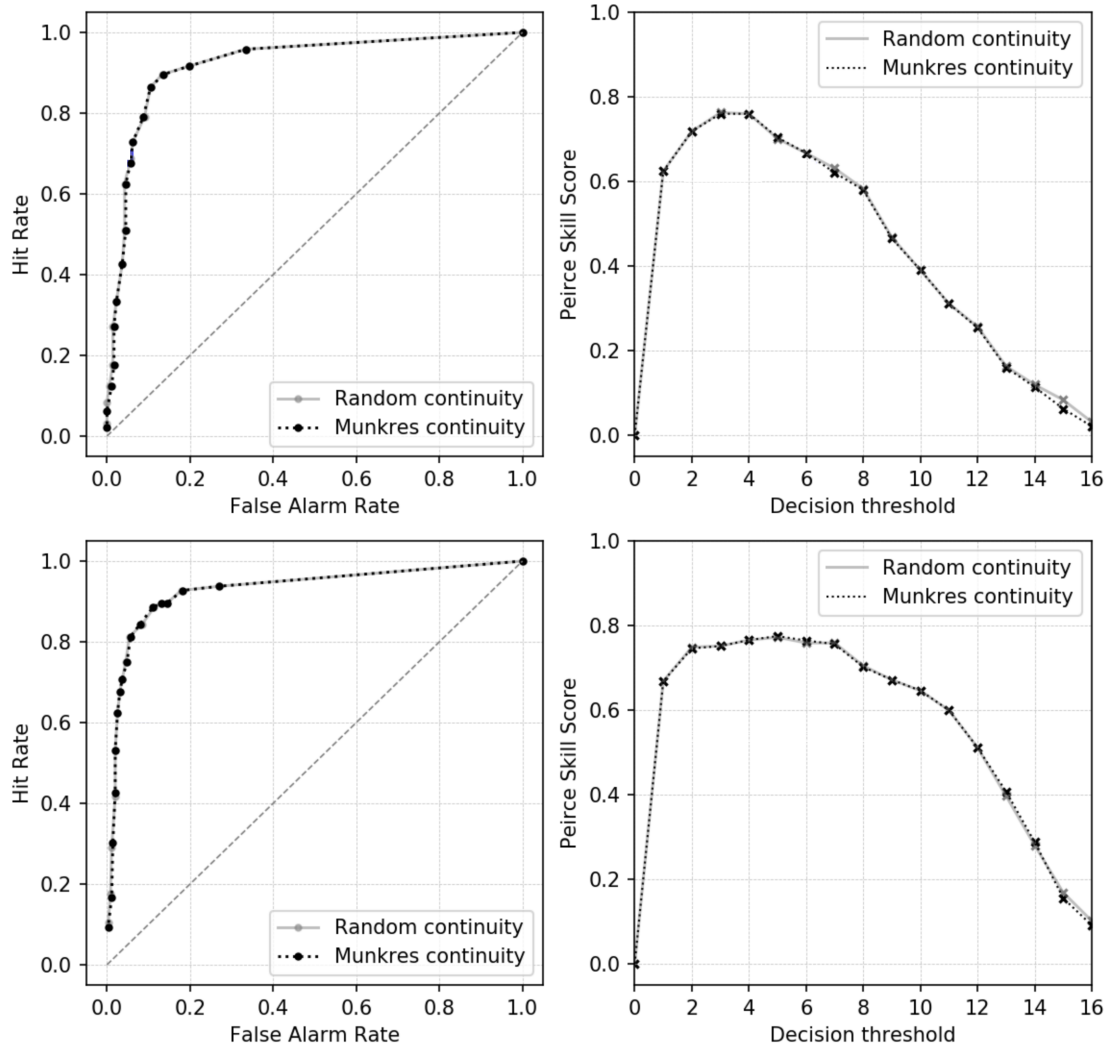 1.0
0.8
0.6
0.4
0.2
0.0
Hit Rate
Random continuity
Munkres continuity
0.0 0.2 0.4 0.6 0.8 1.0
False Alarm Rate
1.0
0.8
0.6
0.4
0.2
0.0
Peirce Skill Score
Random continuity
Munkres continuity
0 2 4 6 8 10 12 14 16
Decision threshold
1.0
0.8
0.6
0.4
0.2
0.0
Hit Rate
Random continuity
Munkres continuity
0.0 0.2 0.4 0.6 0.8 1.0
False Alarm Rate
1.0
0.8
0.6
0.4
0.2
0.0
Peirce Skill Score
Random continuity
Munkres continuity
0 2 4 6 8 10 12 14 16
Decision threshold